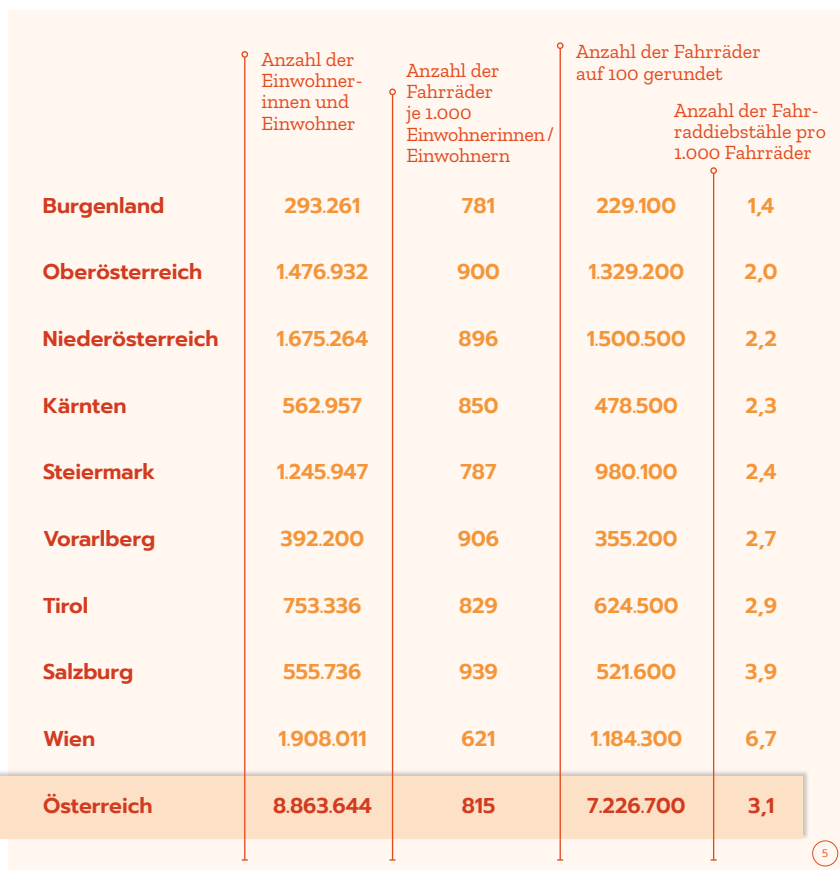 Anzahl der
Einwohner-
innen und
Einwohner
Anzahl der
Fahrräder
je 1.000
Einwohnerinnen /
Einwohnern
Anzahl der Fahrräder
auf 100 gerundet
Anzahl der Fahr-
raddiebstähle pro
1.000 Fahrräder
Burgenland 293.261 781 229.100 1,4
Oberösterreich 1.476.932 900 1.329.200 2,0
Niederösterreich 1.675.264 896 1.500.500 2,2
Kärnten 562.957 850 478.500 2,3
Steiermark 1.245.947 787 980.100 2,4
Vorarlberg 392.200 906 355.200 2,7
Tirol 753.336 829 624.500 2,9
Salzburg 555.736 939 521.600 3,9
Wien 1.908.011 621 1.184.300 6,7
Österreich 8.863.644 815 7.226.700 3,1
5